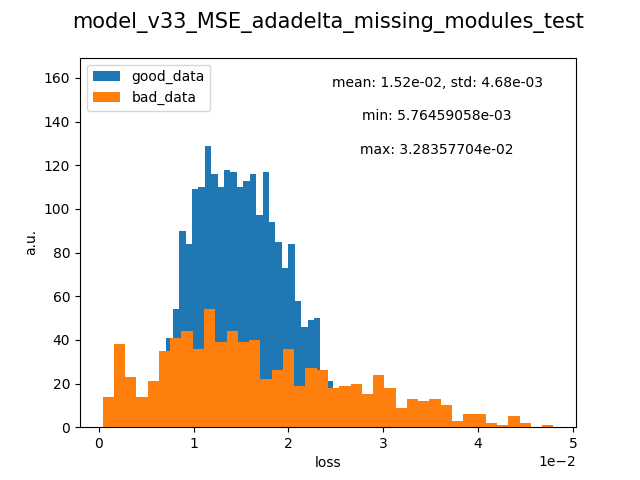 model_v33_MSE_adadelta_missing_modules_test
good_data
bad_data
mean: 1.52e-02, std: 4.68e-03
min: 5.76459058e-03
max: 3.28357704e-02
a.u.
160
140
120
100
80
60
40
20
0
0 1 2 3 4 5
1e−2
loss